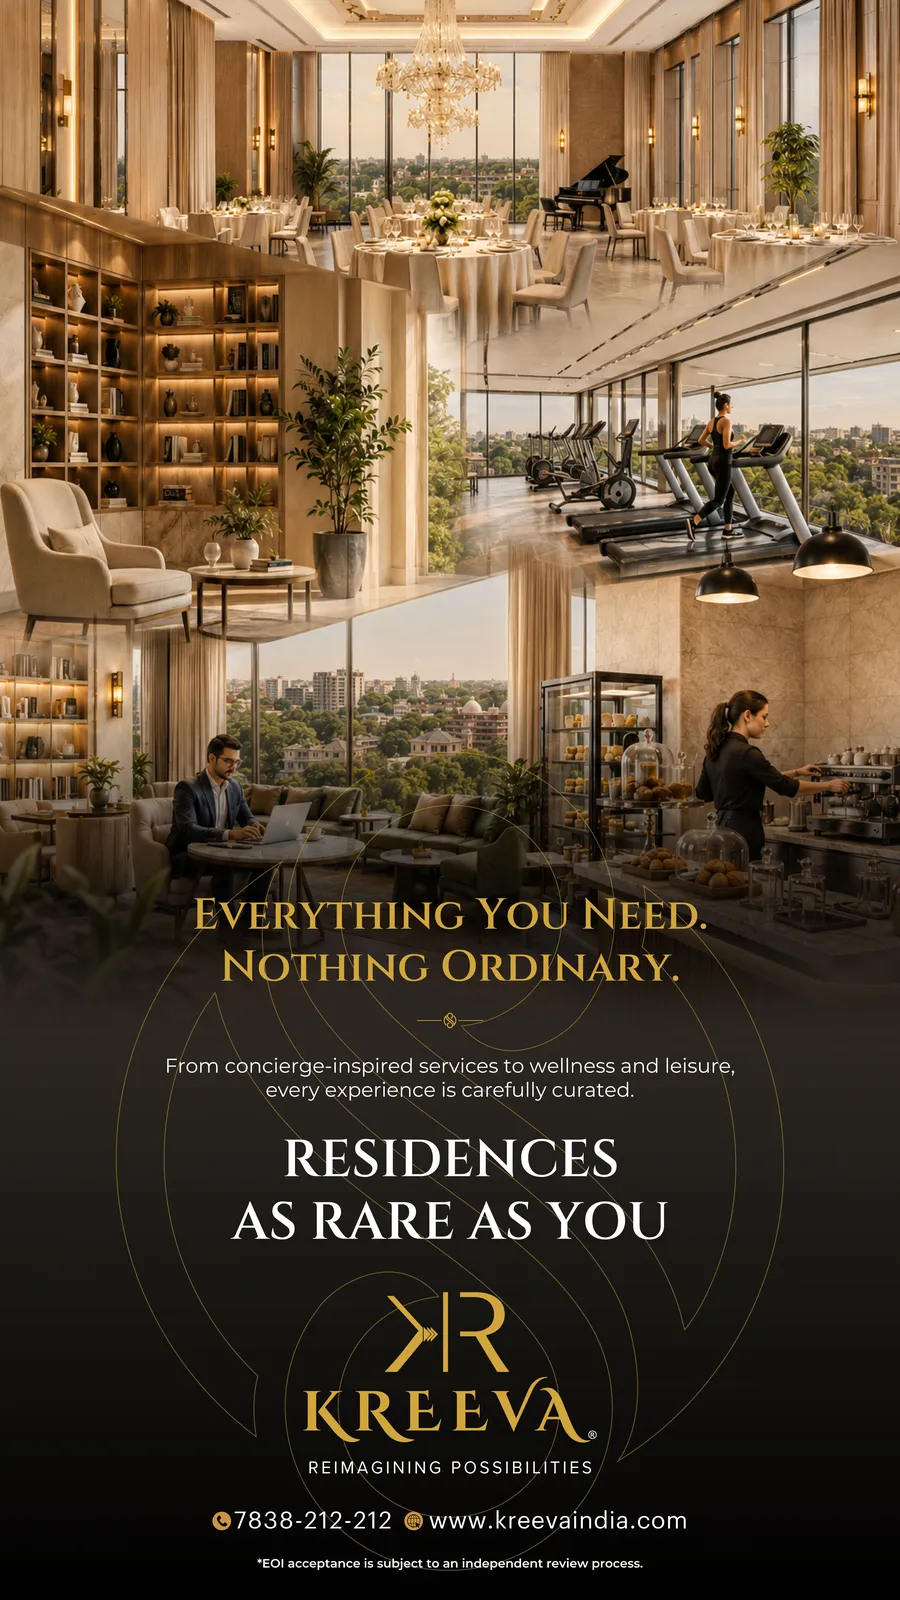 Everything You Need.
Nothing Ordinary.
From concierge-inspired services to wellness and leisure,
every experience is carefully curated.
RESIDENCES
AS RARE AS YOU
KR
KREEVA®
REIMAGINING POSSIBILITIES
7838-212-212 www.kreevaindia.com
*EOI acceptance is subject to an independent review process.